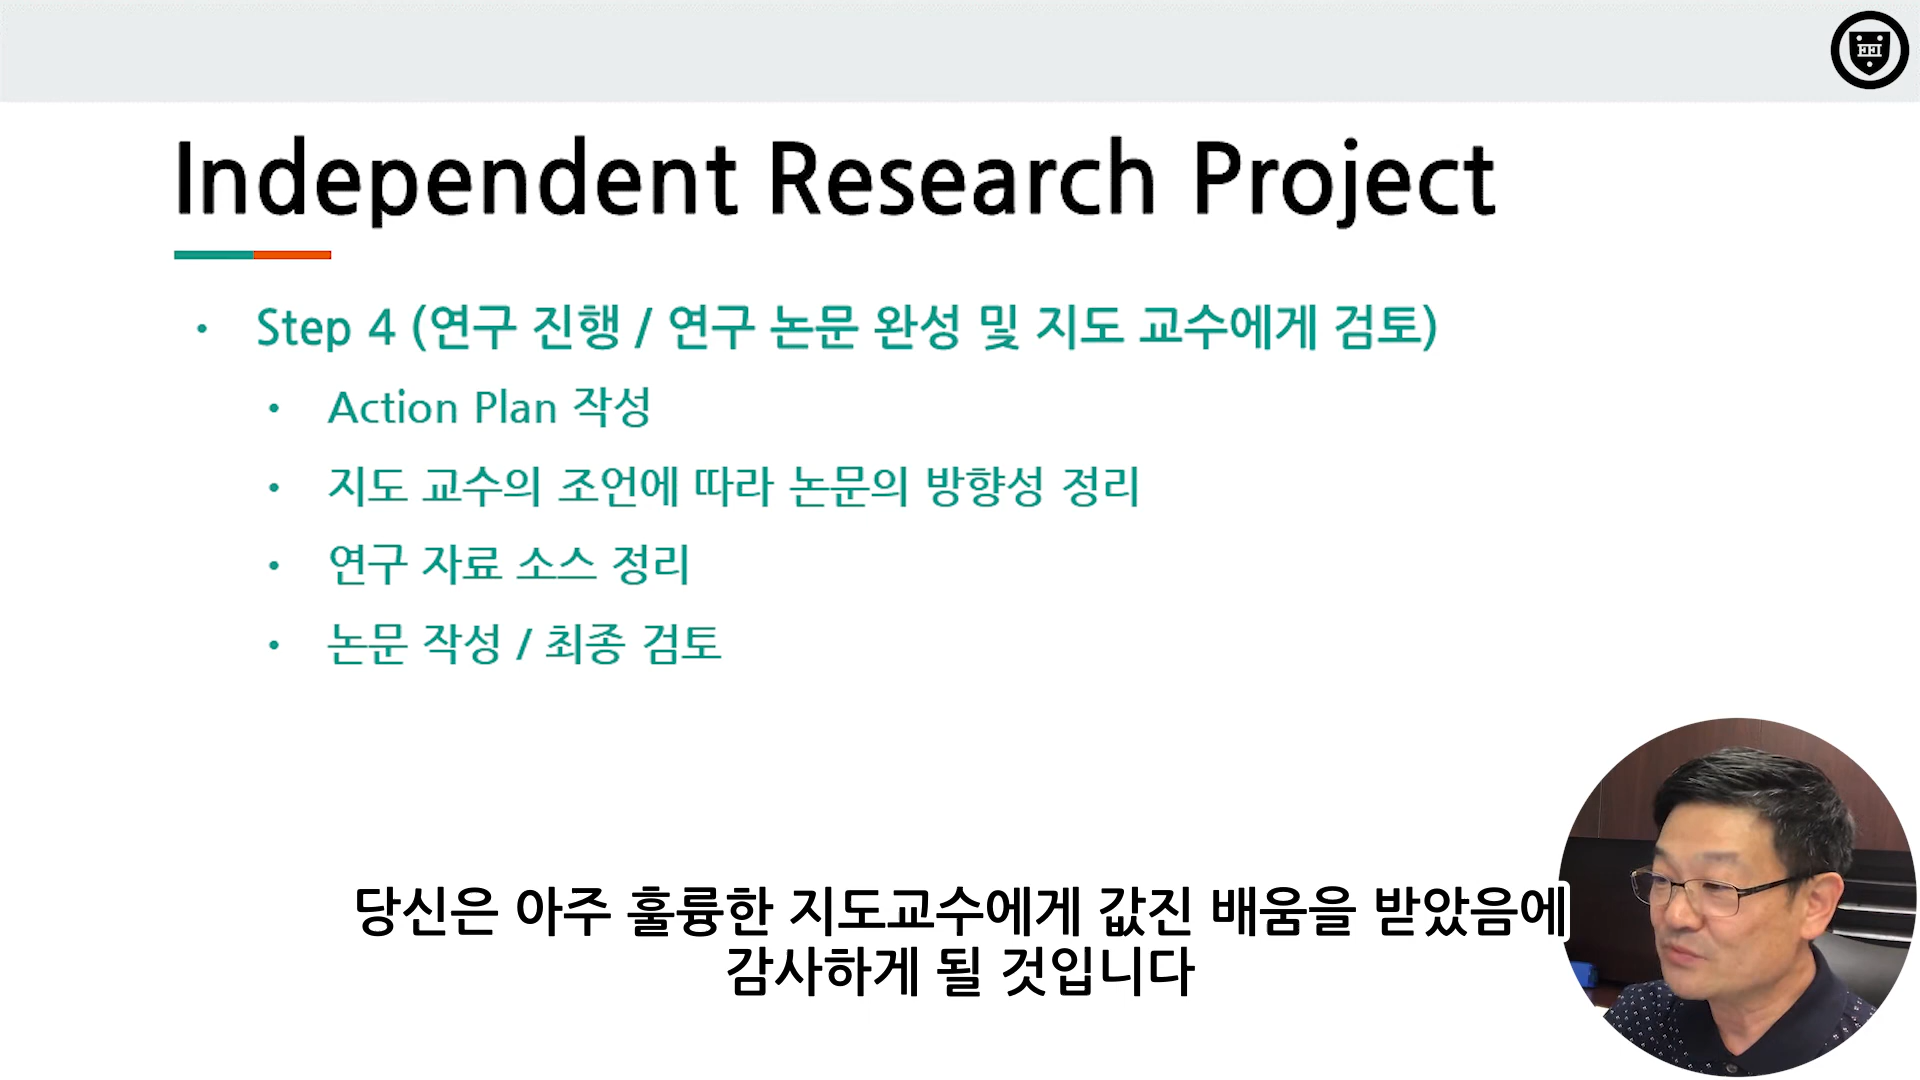 EEI
Independent Research Project
• Step 4 (연구 진행 / 연구 논문 완성 및 지도 교수에게 검토)
• Action Plan 작성
• 지도 교수의 조언에 따라 논문의 방향성 정리
• 연구 자료 소스 정리
• 논문 작성 / 최종 검토
당신은 아주 훌륭한 지도교수에게 값진 배움을 받았음에
감사하게 될 것입니다